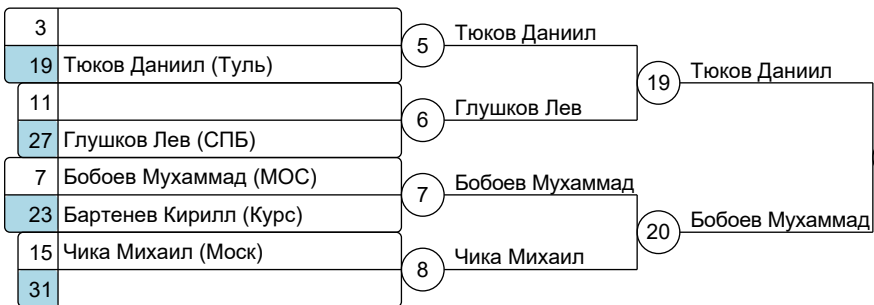 3
19 Тюков Даниил (Туль)
11
27 Глушков Лев (СПБ)
7 Бобоев Мухаммад (МОС)
23 Бартенев Кирилл (Курс)
15 Чика Михаил (Моск)
31
5 Тюков Даниил
6 Глушков Лев
7 Бобоев Мухаммад
8 Чика Михаил
19 Тюков Даниил
20 Бобоев Мухаммад